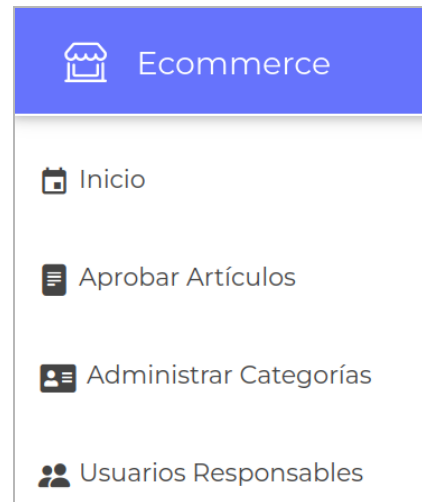 Ecommerce
Inicio
Aprobar Artículos
Administrar Categorías
Usuarios Responsables